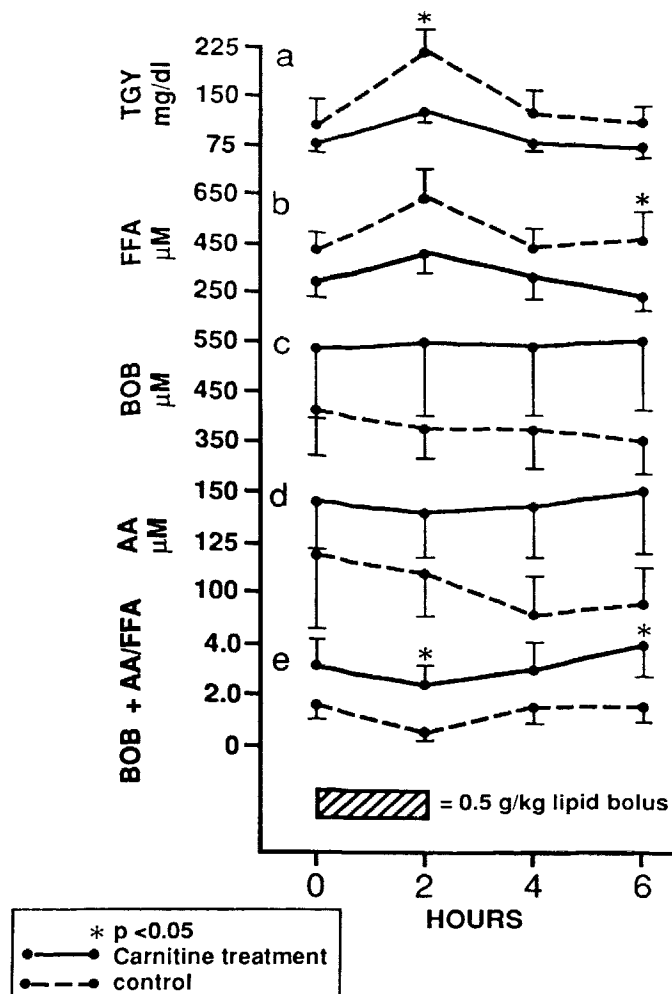 a
*
TGY
mg/dl
225
150
75
b
*
FFA
μM
650
450
250
c
BOB
μM
550
450
350
d
AA
μM
150
125
100
e
*
*
BOB + AA/FFA
4.0
2.0
0
= 0.5 g/kg lipid bolus
0 2 4 6
HOURS
* p <0.05
Carnitine treatment
control